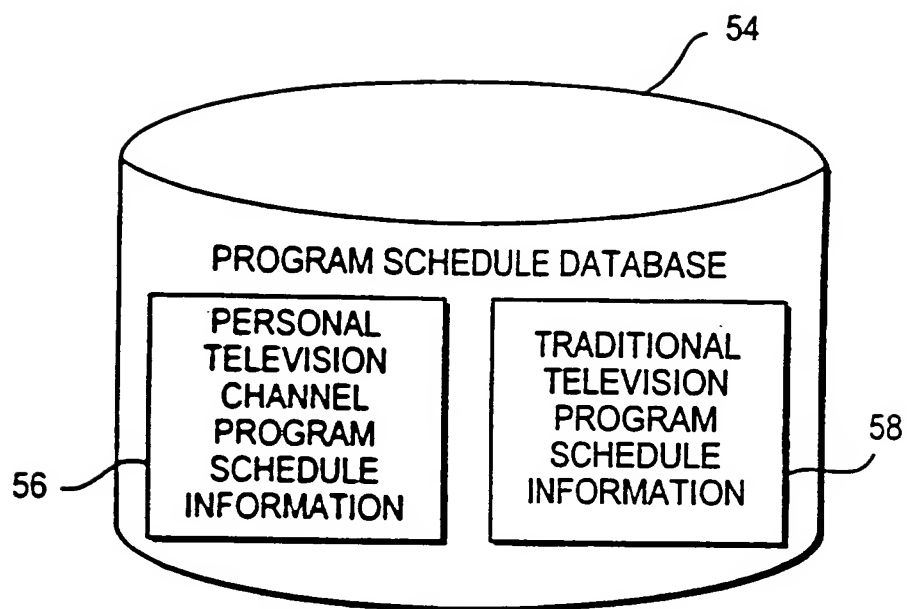 54
PROGRAM SCHEDULE DATABASE
PERSONAL
TELEVISION
CHANNEL
PROGRAM
SCHEDULE
INFORMATION
56
TRADITIONAL
TELEVISION
PROGRAM
SCHEDULE
INFORMATION
58